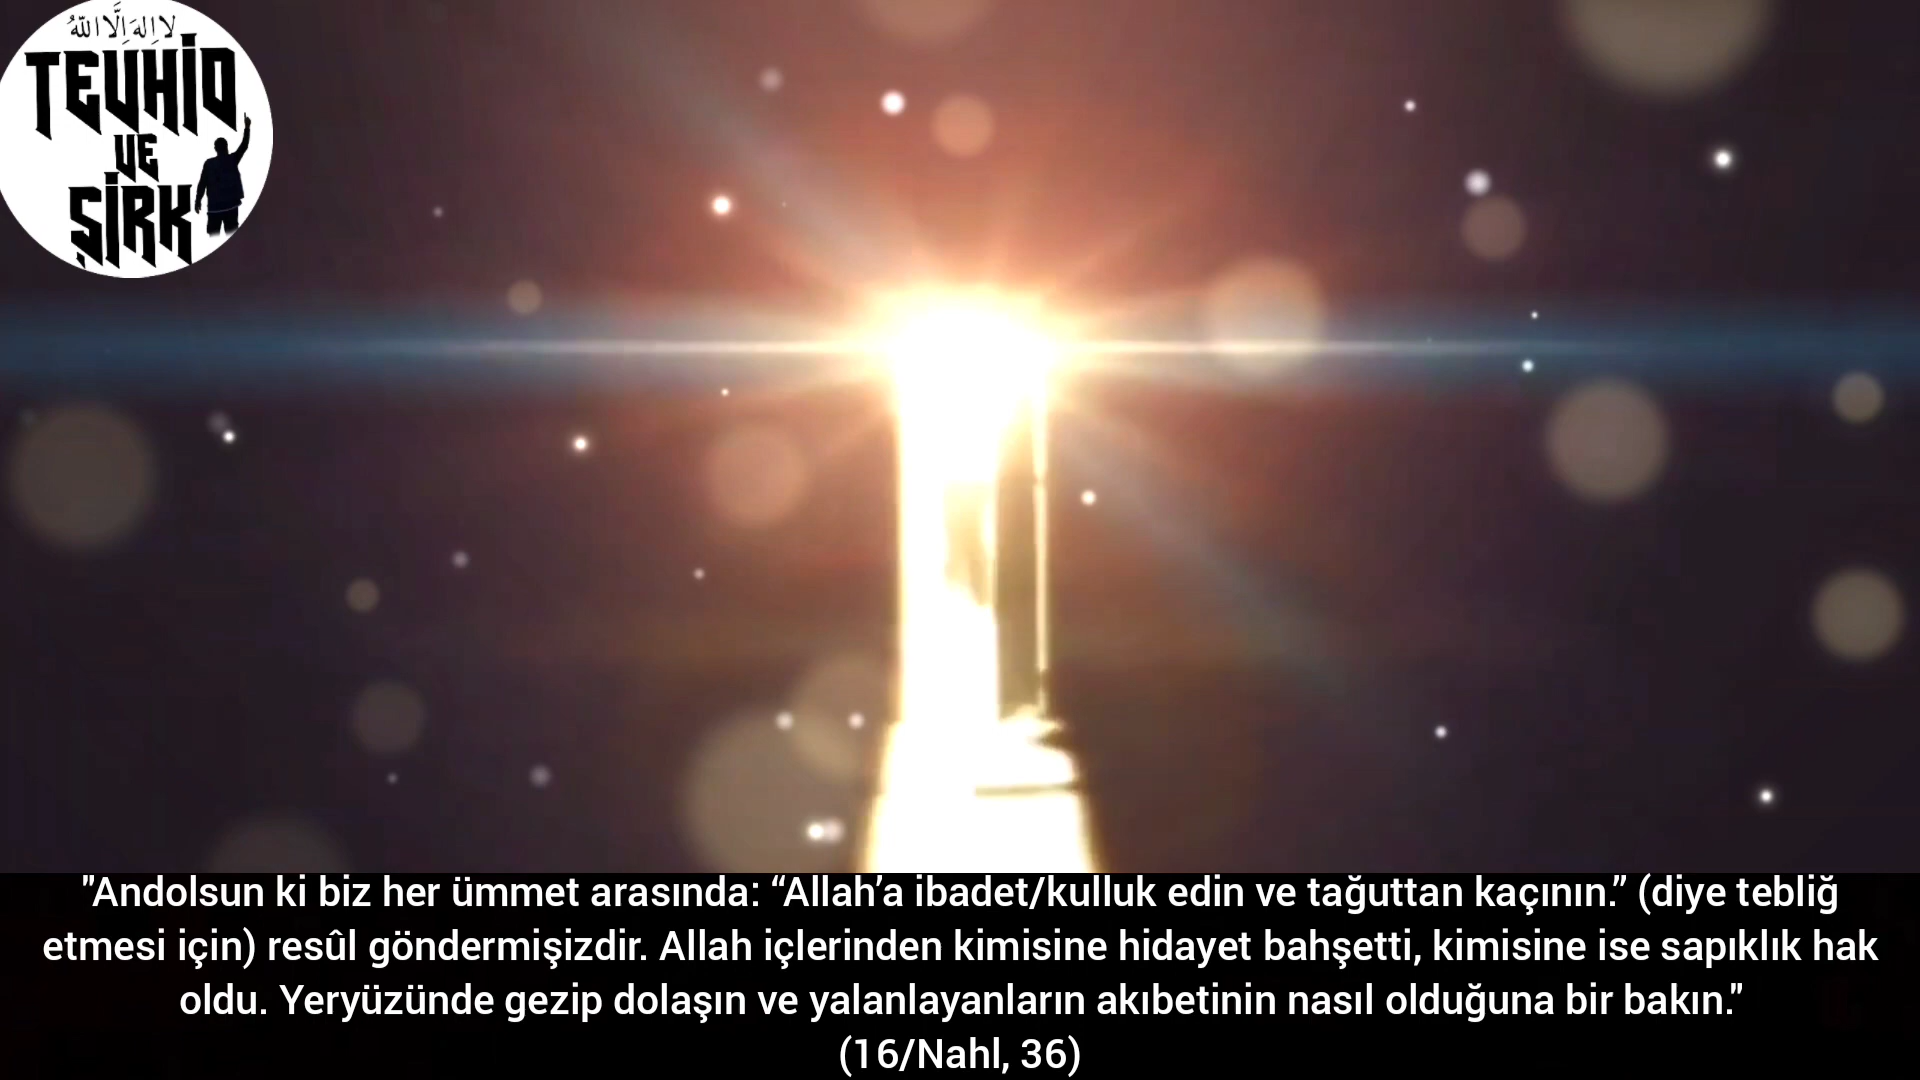 لا إله إلا الله
TEVHİD
VE
ŞİRK
"Andolsun ki biz her ümmet arasında: “Allah’a ibadet/kulluk edin ve tağuttan kaçının.” (diye tebliğ
etmesi için) resûl göndermişizdir. Allah içlerinden kimisine hidayet bahşetti, kimisine ise sapıklık hak
oldu. Yeryüzünde gezip dolaşın ve yalanlayanların akıbetinin nasıl olduğuna bir bakın."
(16/Nahl, 36)